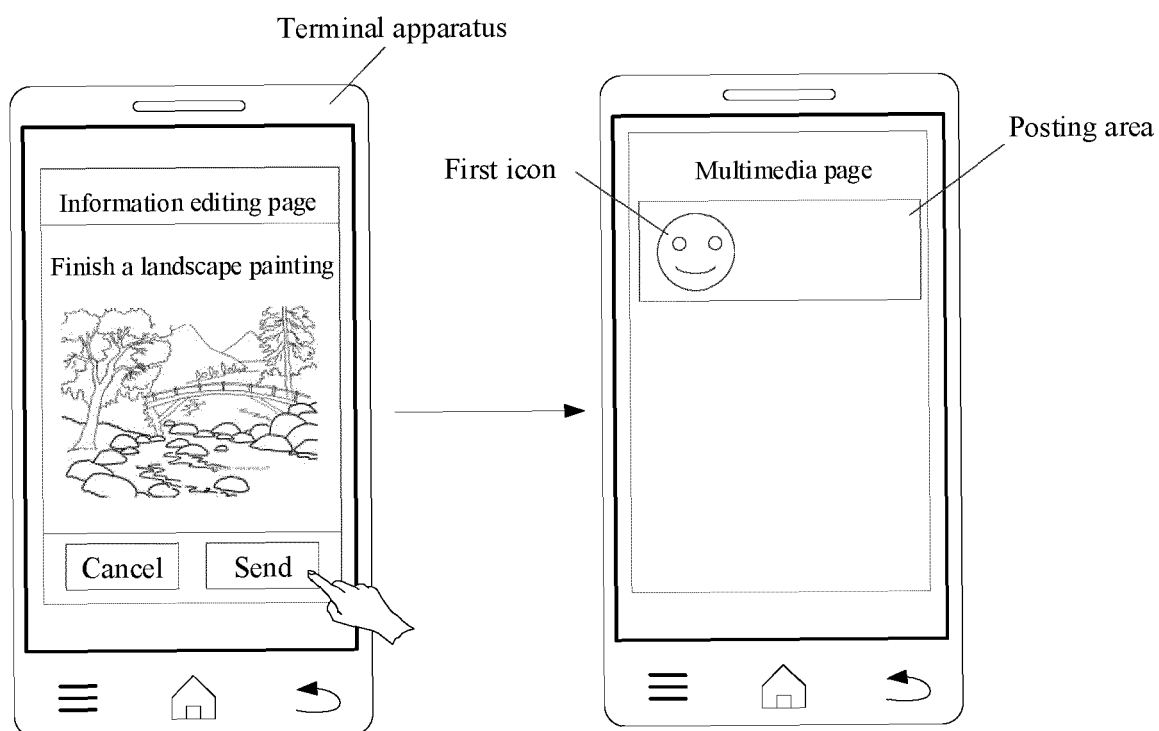 Terminal apparatus
Posting area
First icon
Multimedia page
Information editing page
Finish a landscape painting
Cancel
Send